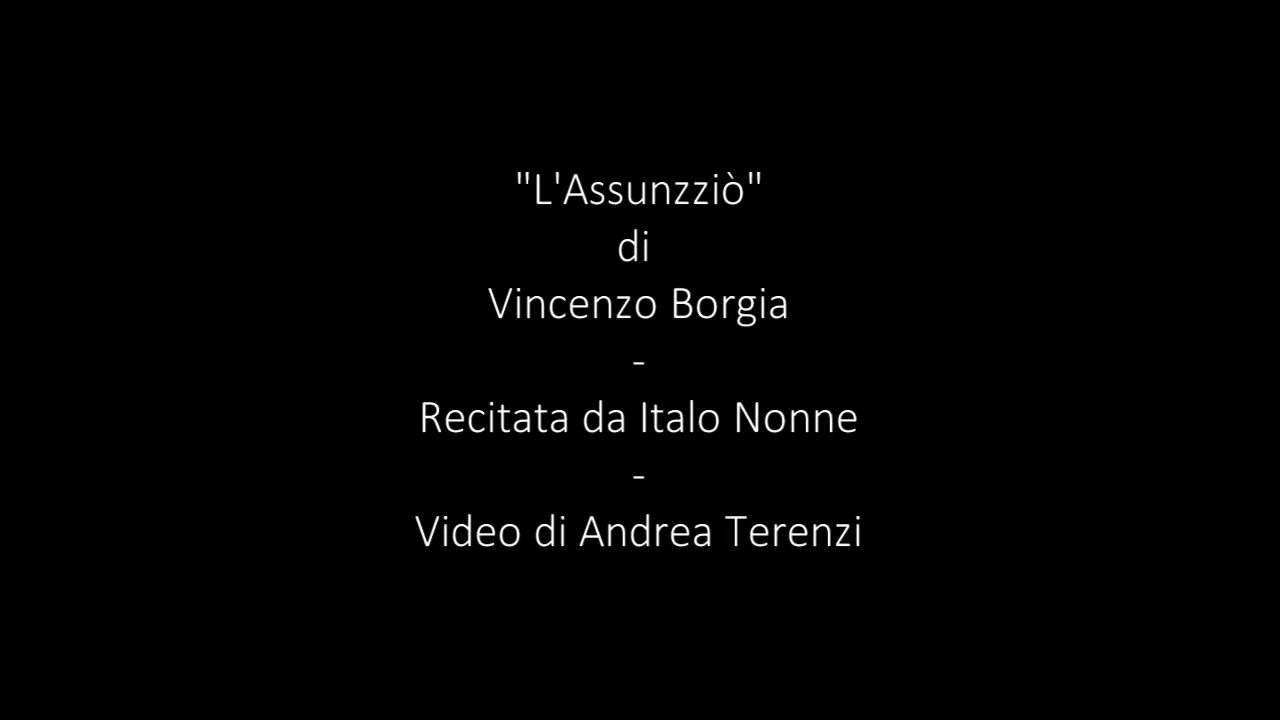 "L'Assunzziò"
di
Vincenzo Borgia
-
Recitata da Italo Nonne
-
Video di Andrea Terenzi